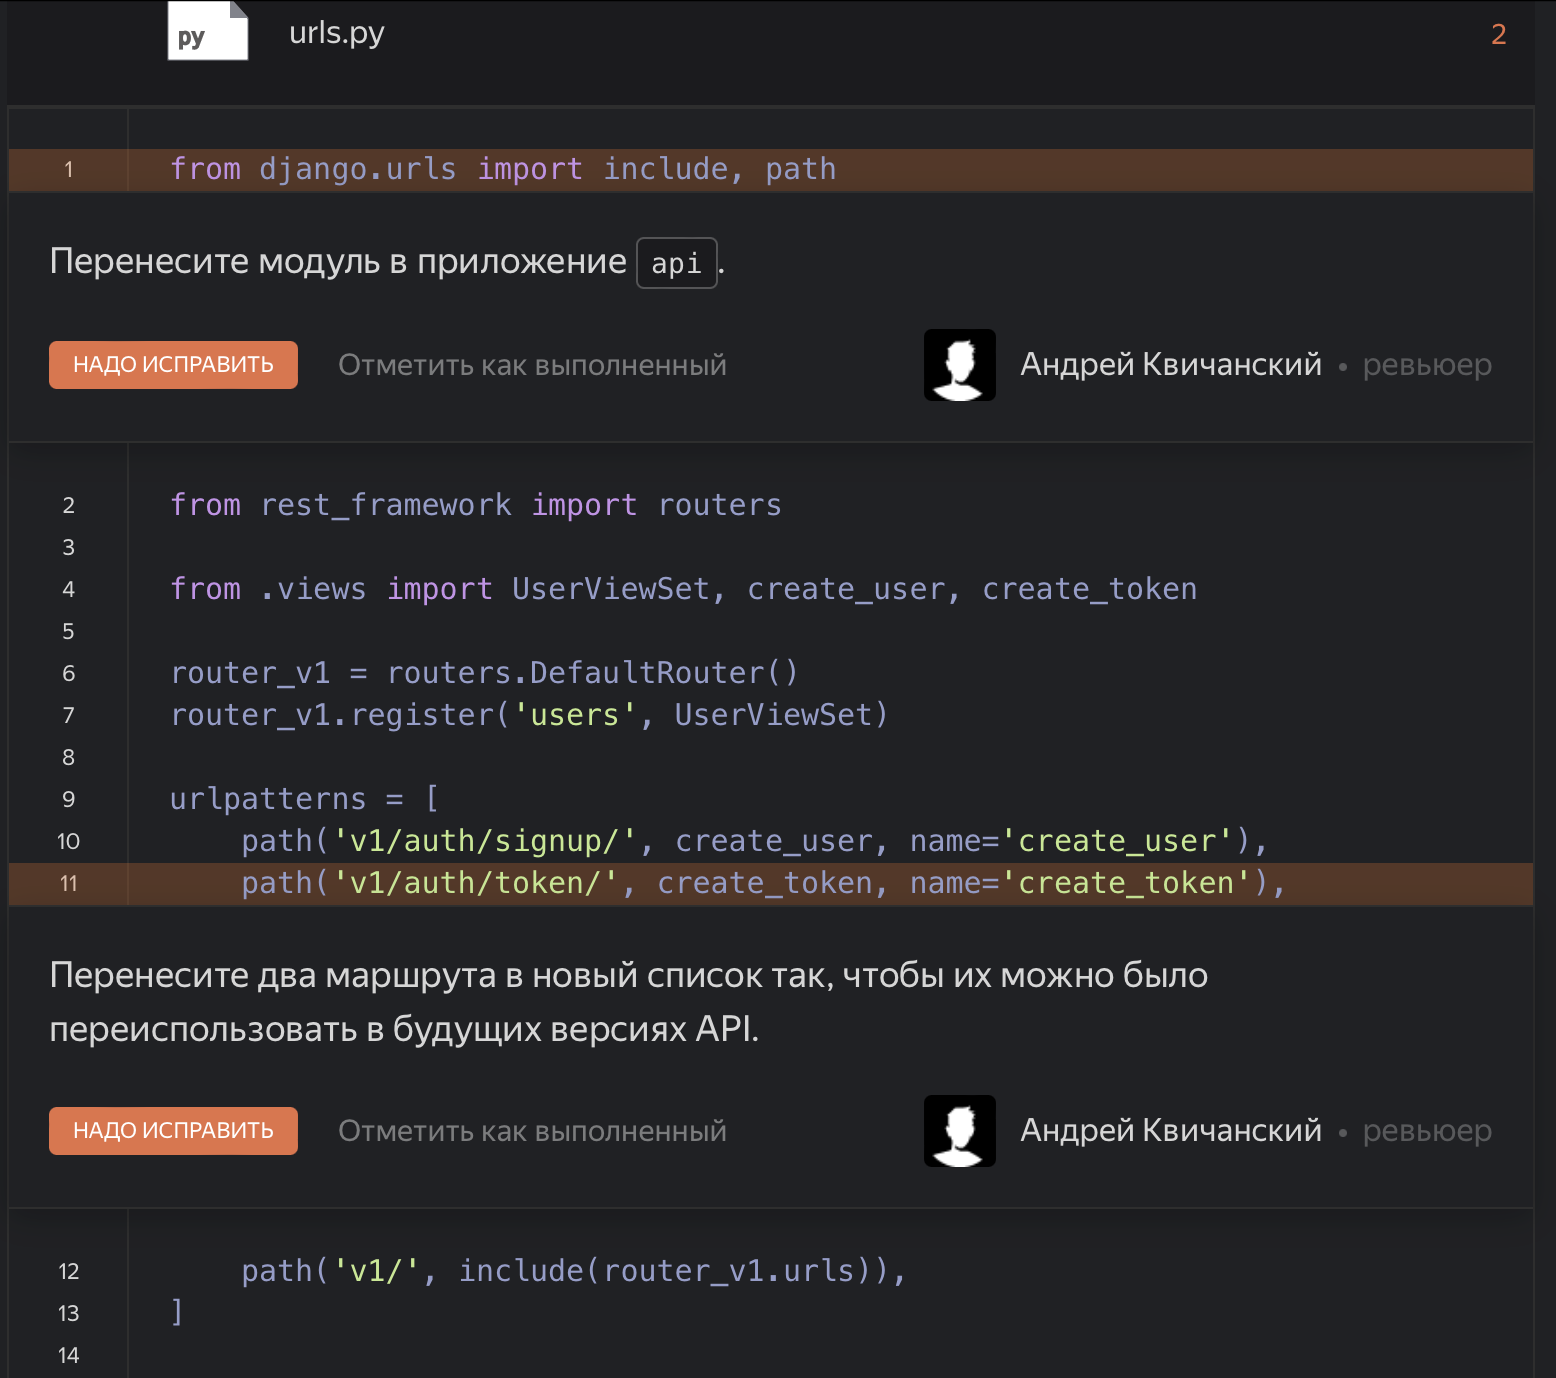 py urls.py 2
1 from django.urls import include, path
Перенесите модуль в приложение api.
НАДО ИСПРАВИТЬ Отметить как выполненный Андрей Квичанский • ревьюер
2 from rest_framework import routers
3
4 from .views import UserViewSet, create_user, create_token
5
6 router_v1 = routers.DefaultRouter()
7 router_v1.register('users', UserViewSet)
8
9 urlpatterns = [
10     path('v1/auth/signup/', create_user, name='create_user'),
11     path('v1/auth/token/', create_token, name='create_token'),
Перенесите два маршрута в новый список так, чтобы их можно было
переиспользовать в будущих версиях API.
НАДО ИСПРАВИТЬ Отметить как выполненный Андрей Квичанский • ревьюер
12     path('v1/', include(router_v1.urls)),
13 ]
14